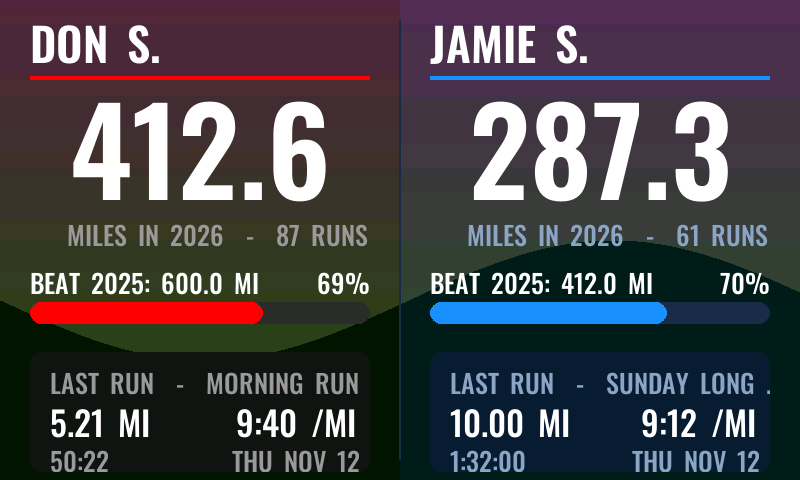 DON S.
412.6
MILES IN 2026 - 87 RUNS
BEAT 2025: 600.0 MI 69%
LAST RUN - MORNING RUN
5.21 MI 9:40 /MI
50:22 THU NOV 12
JAMIE S.
287.3
MILES IN 2026 - 61 RUNS
BEAT 2025: 412.0 MI 70%
LAST RUN - SUNDAY LONG .
10.00 MI 9:12 /MI
1:32:00 THU NOV 12